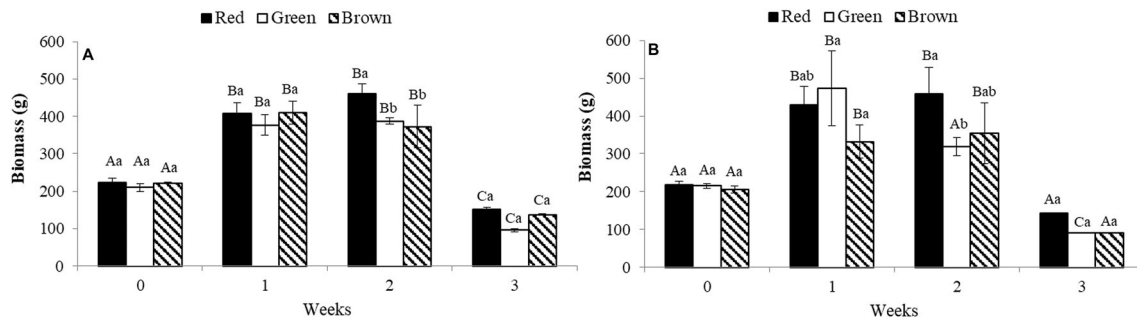 Red Green Brown
A
Biomass (g)
600
500
400
300
200
100
0
Aa Aa Aa
Ba Ba Ba
Ba Bb Bb
Ca Ca Ca
0 1 2 3
Weeks
Red Green Brown
B
Biomass (g)
600
500
400
300
200
100
0
Aa Aa Aa
Bab Ba Ba
Ba Ab Bab
Aa Ca Aa
0 1 2 3
Weeks